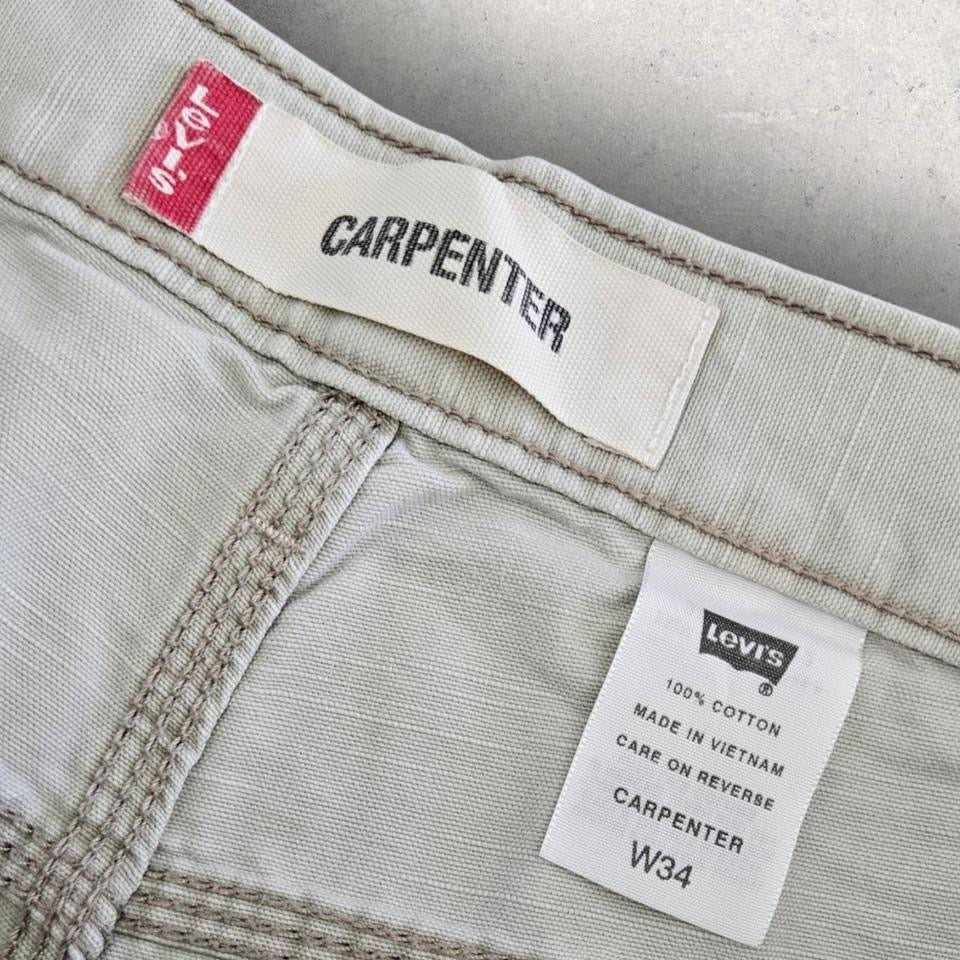 Levi's
CARPENTER
Levi's
®
100% COTTON
MADE IN VIETNAM
CARE ON REVERSE
CARPENTER
W34